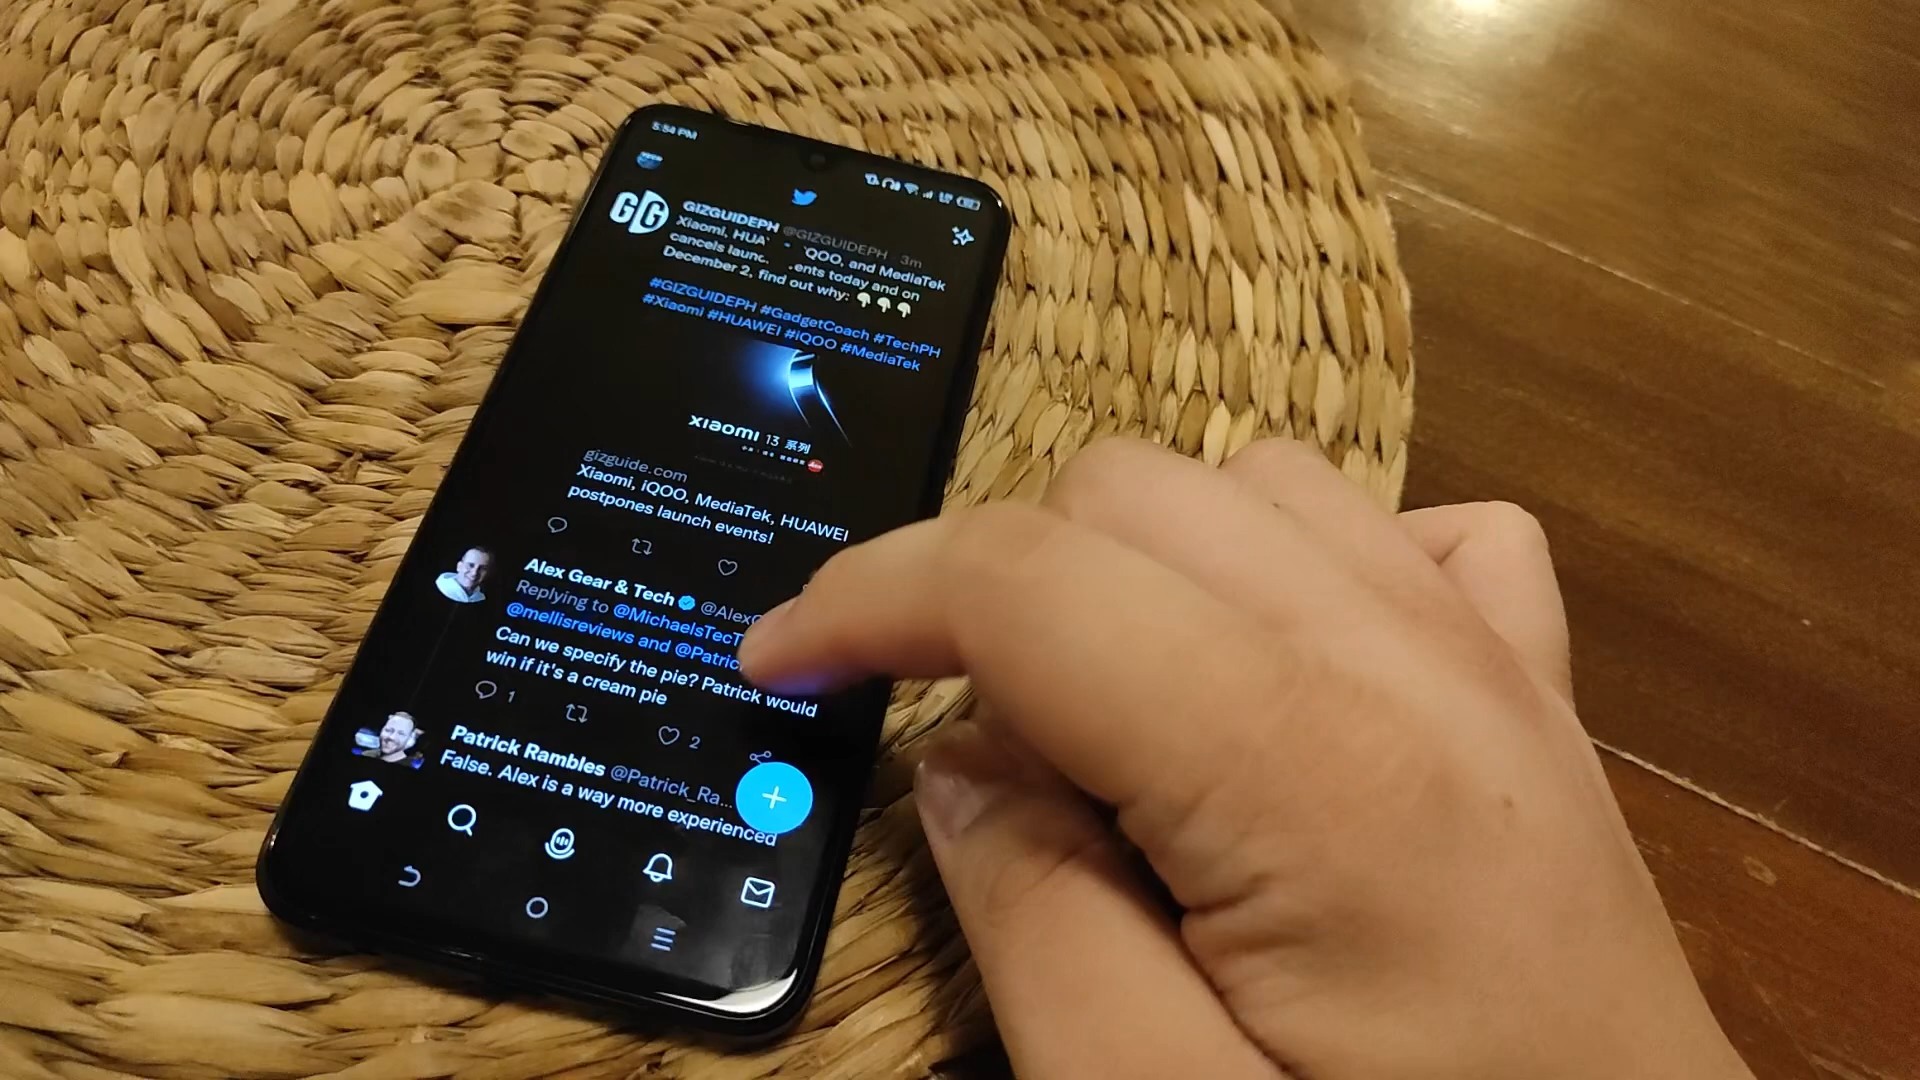 5:54 PM
GG
GIZGUIDEPH @GIZGUIDEPH 3m
Xiaomi, HUA QOO, and MediaTek
cancels launc ents today and on
December 2, find out why: 👇👇👇
#GIZGUIDEPH #GadgetCoach #TechPH
#Xiaomi #HUAWEI #iQOO #MediaTek
xiaomi 13 系列
gizguide.com
Xiaomi, iQOO, MediaTek, HUAWEI
postpones launch events!
Alex Gear & Tech @AlexG
Replying to @MichaelsTecT
@mellisreviews and @Patric
Can we specify the pie? Patrick would
win if it's a cream pie
1 2
Patrick Rambles @Patrick_Ra...
False. Alex is a way more experienced